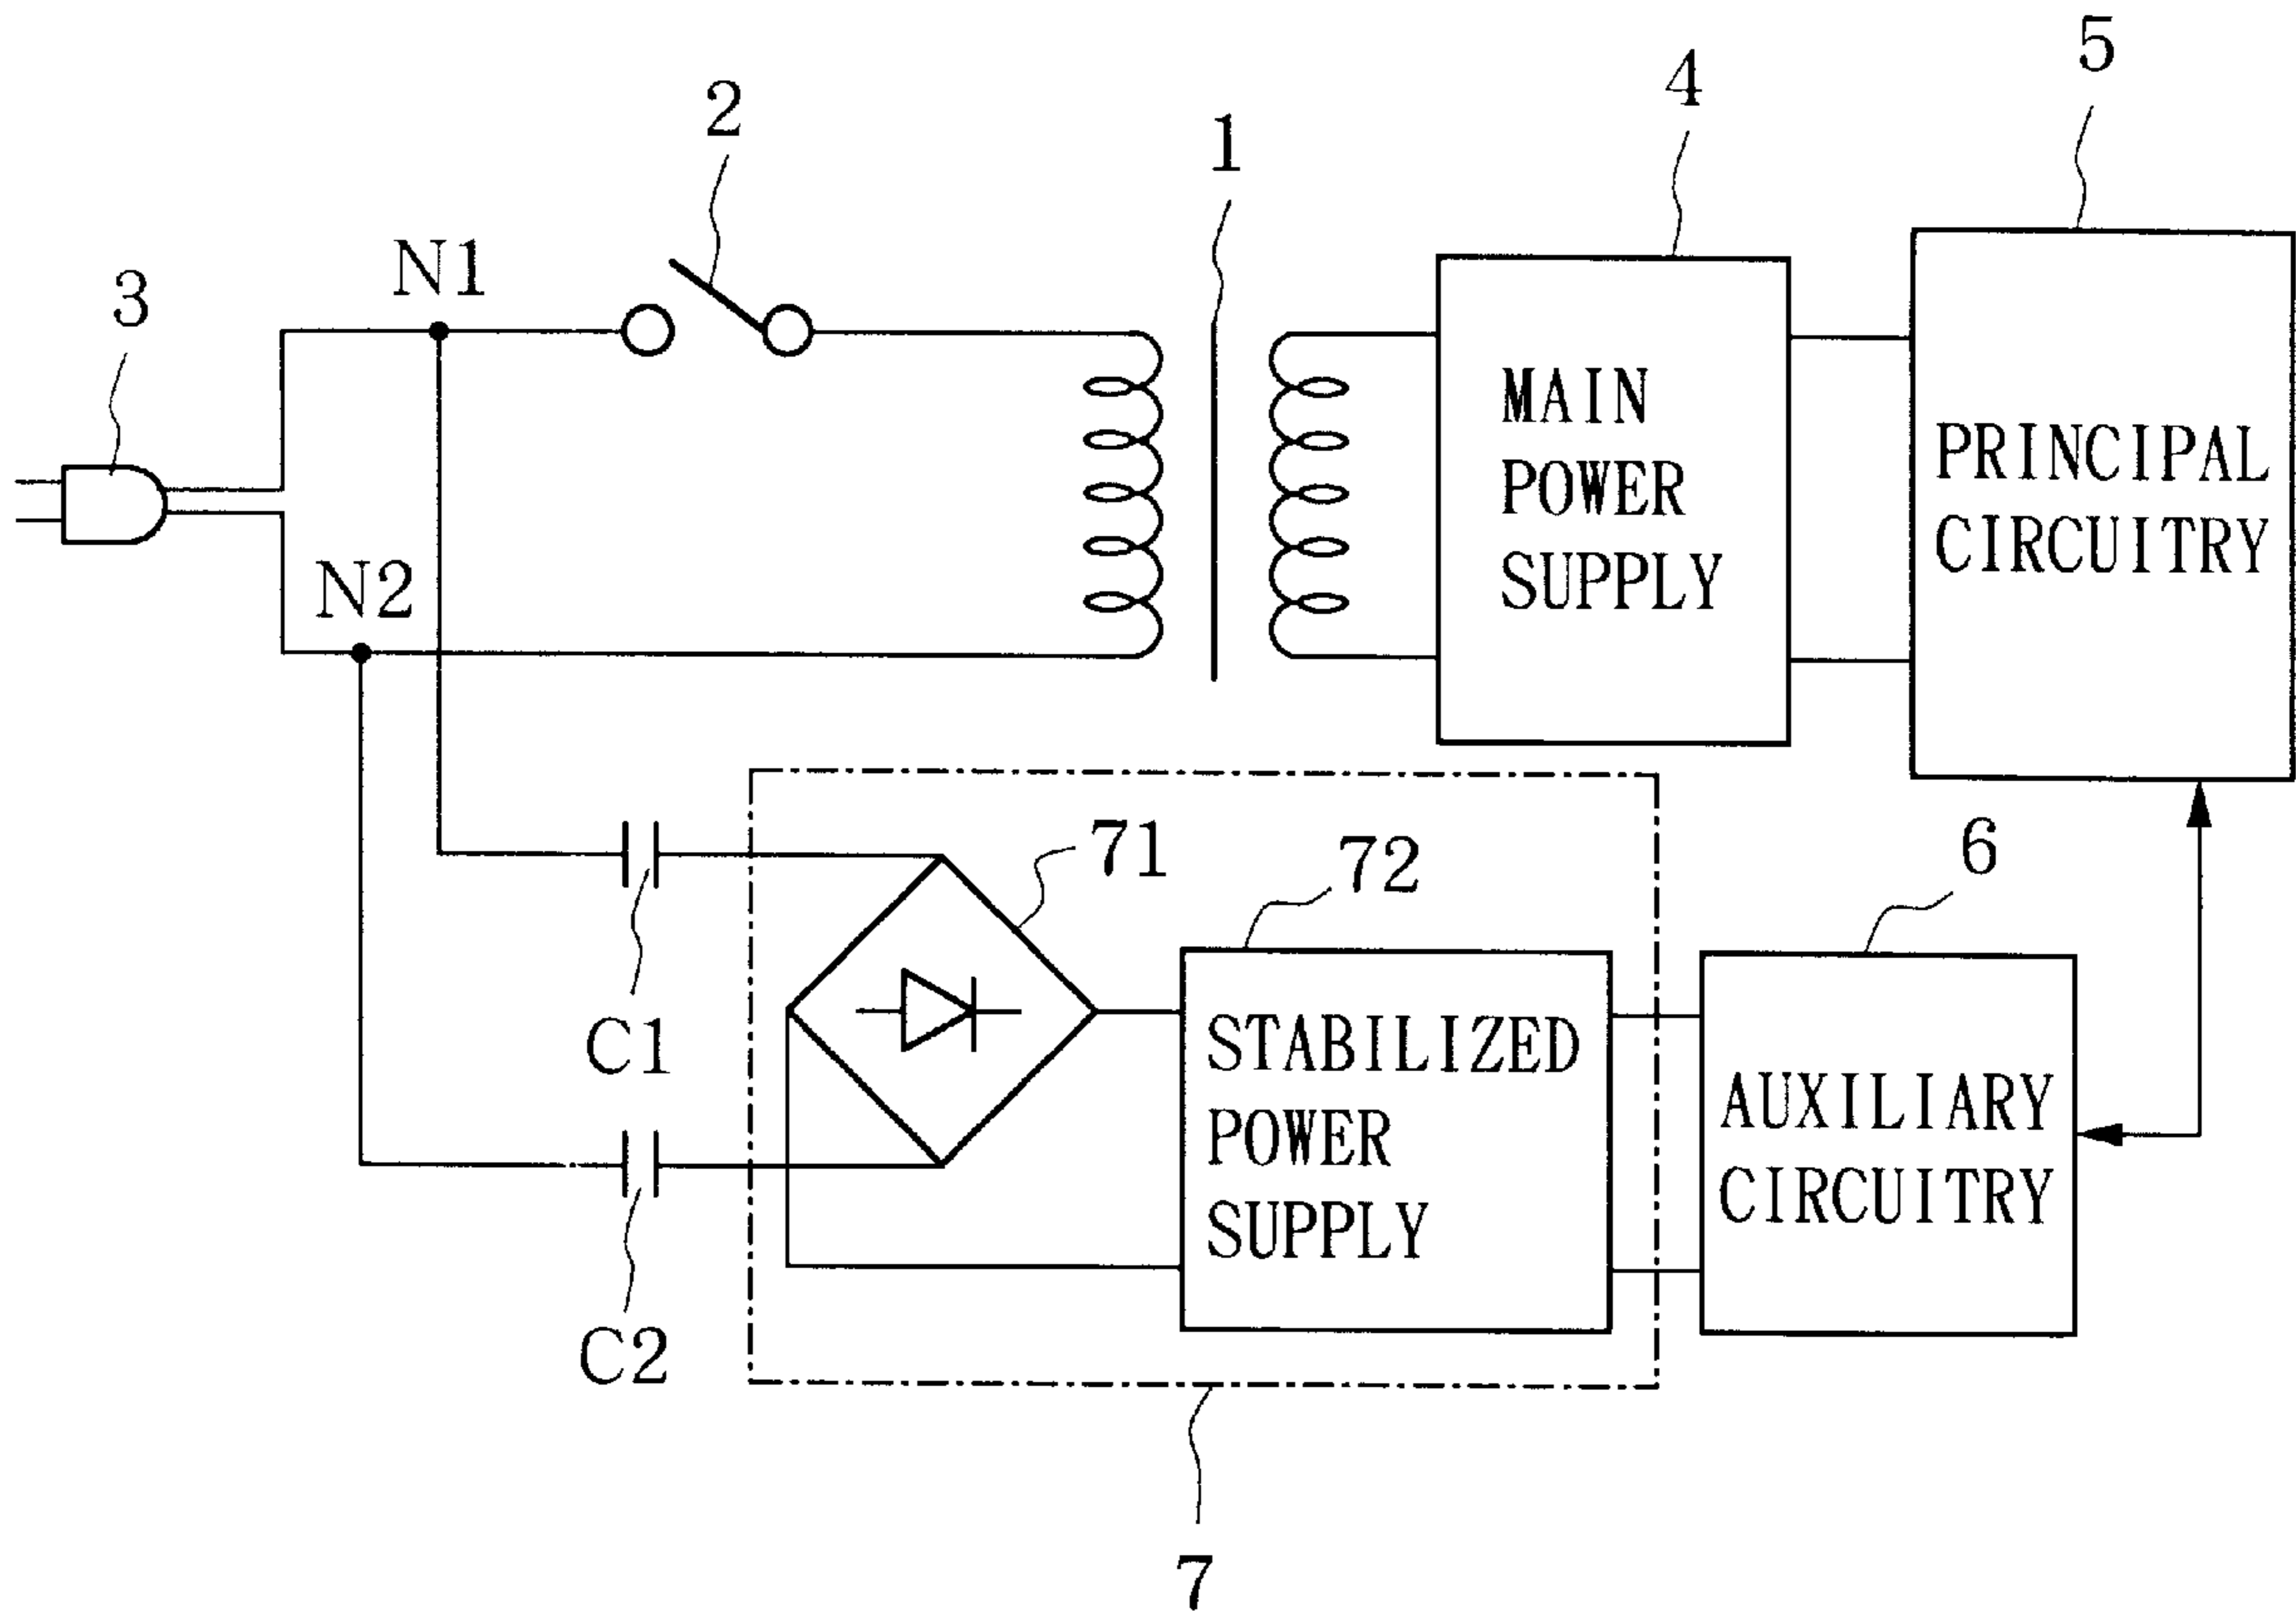 5
4
2
1
N1
3
MAIN
POWER
SUPPLY
PRINCIPAL
CIRCUITRY
N2
71
72
6
C1
STABILIZED
POWER
SUPPLY
AUXILIARY
CIRCUITRY
C2
7